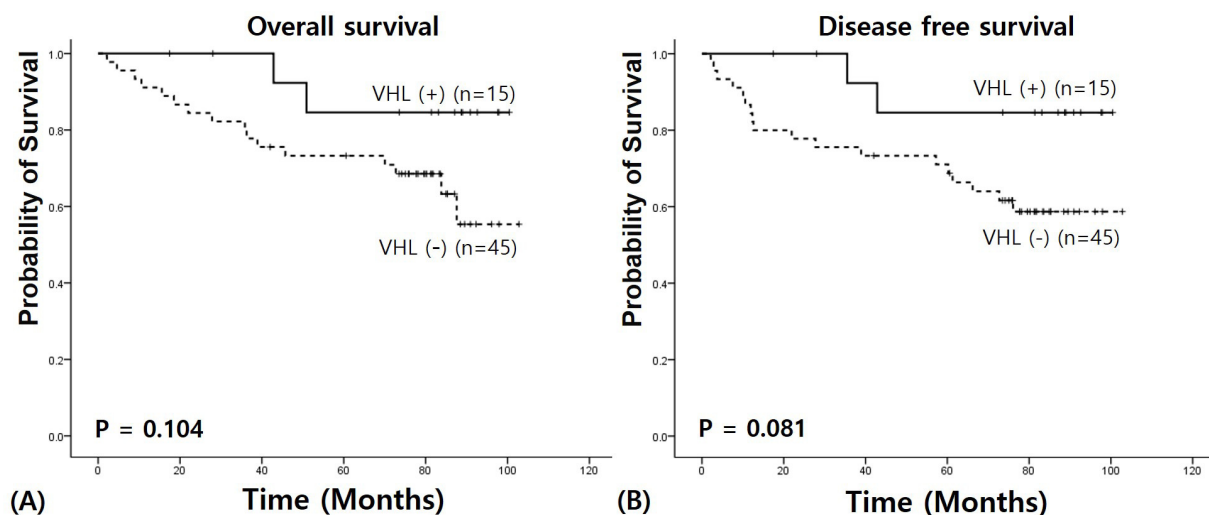 Overall survival
Probability of Survival
1.0
0.8
0.6
0.4
0.2
0.0
VHL (+) (n=15)
VHL (-) (n=45)
P = 0.104
0 20 40 60 80 100 120
(A) Time (Months)
Disease free survival
Probability of Survival
1.0
0.8
0.6
0.4
0.2
0.0
VHL (+) (n=15)
VHL (-) (n=45)
P = 0.081
0 20 40 60 80 100 120
(B) Time (Months)